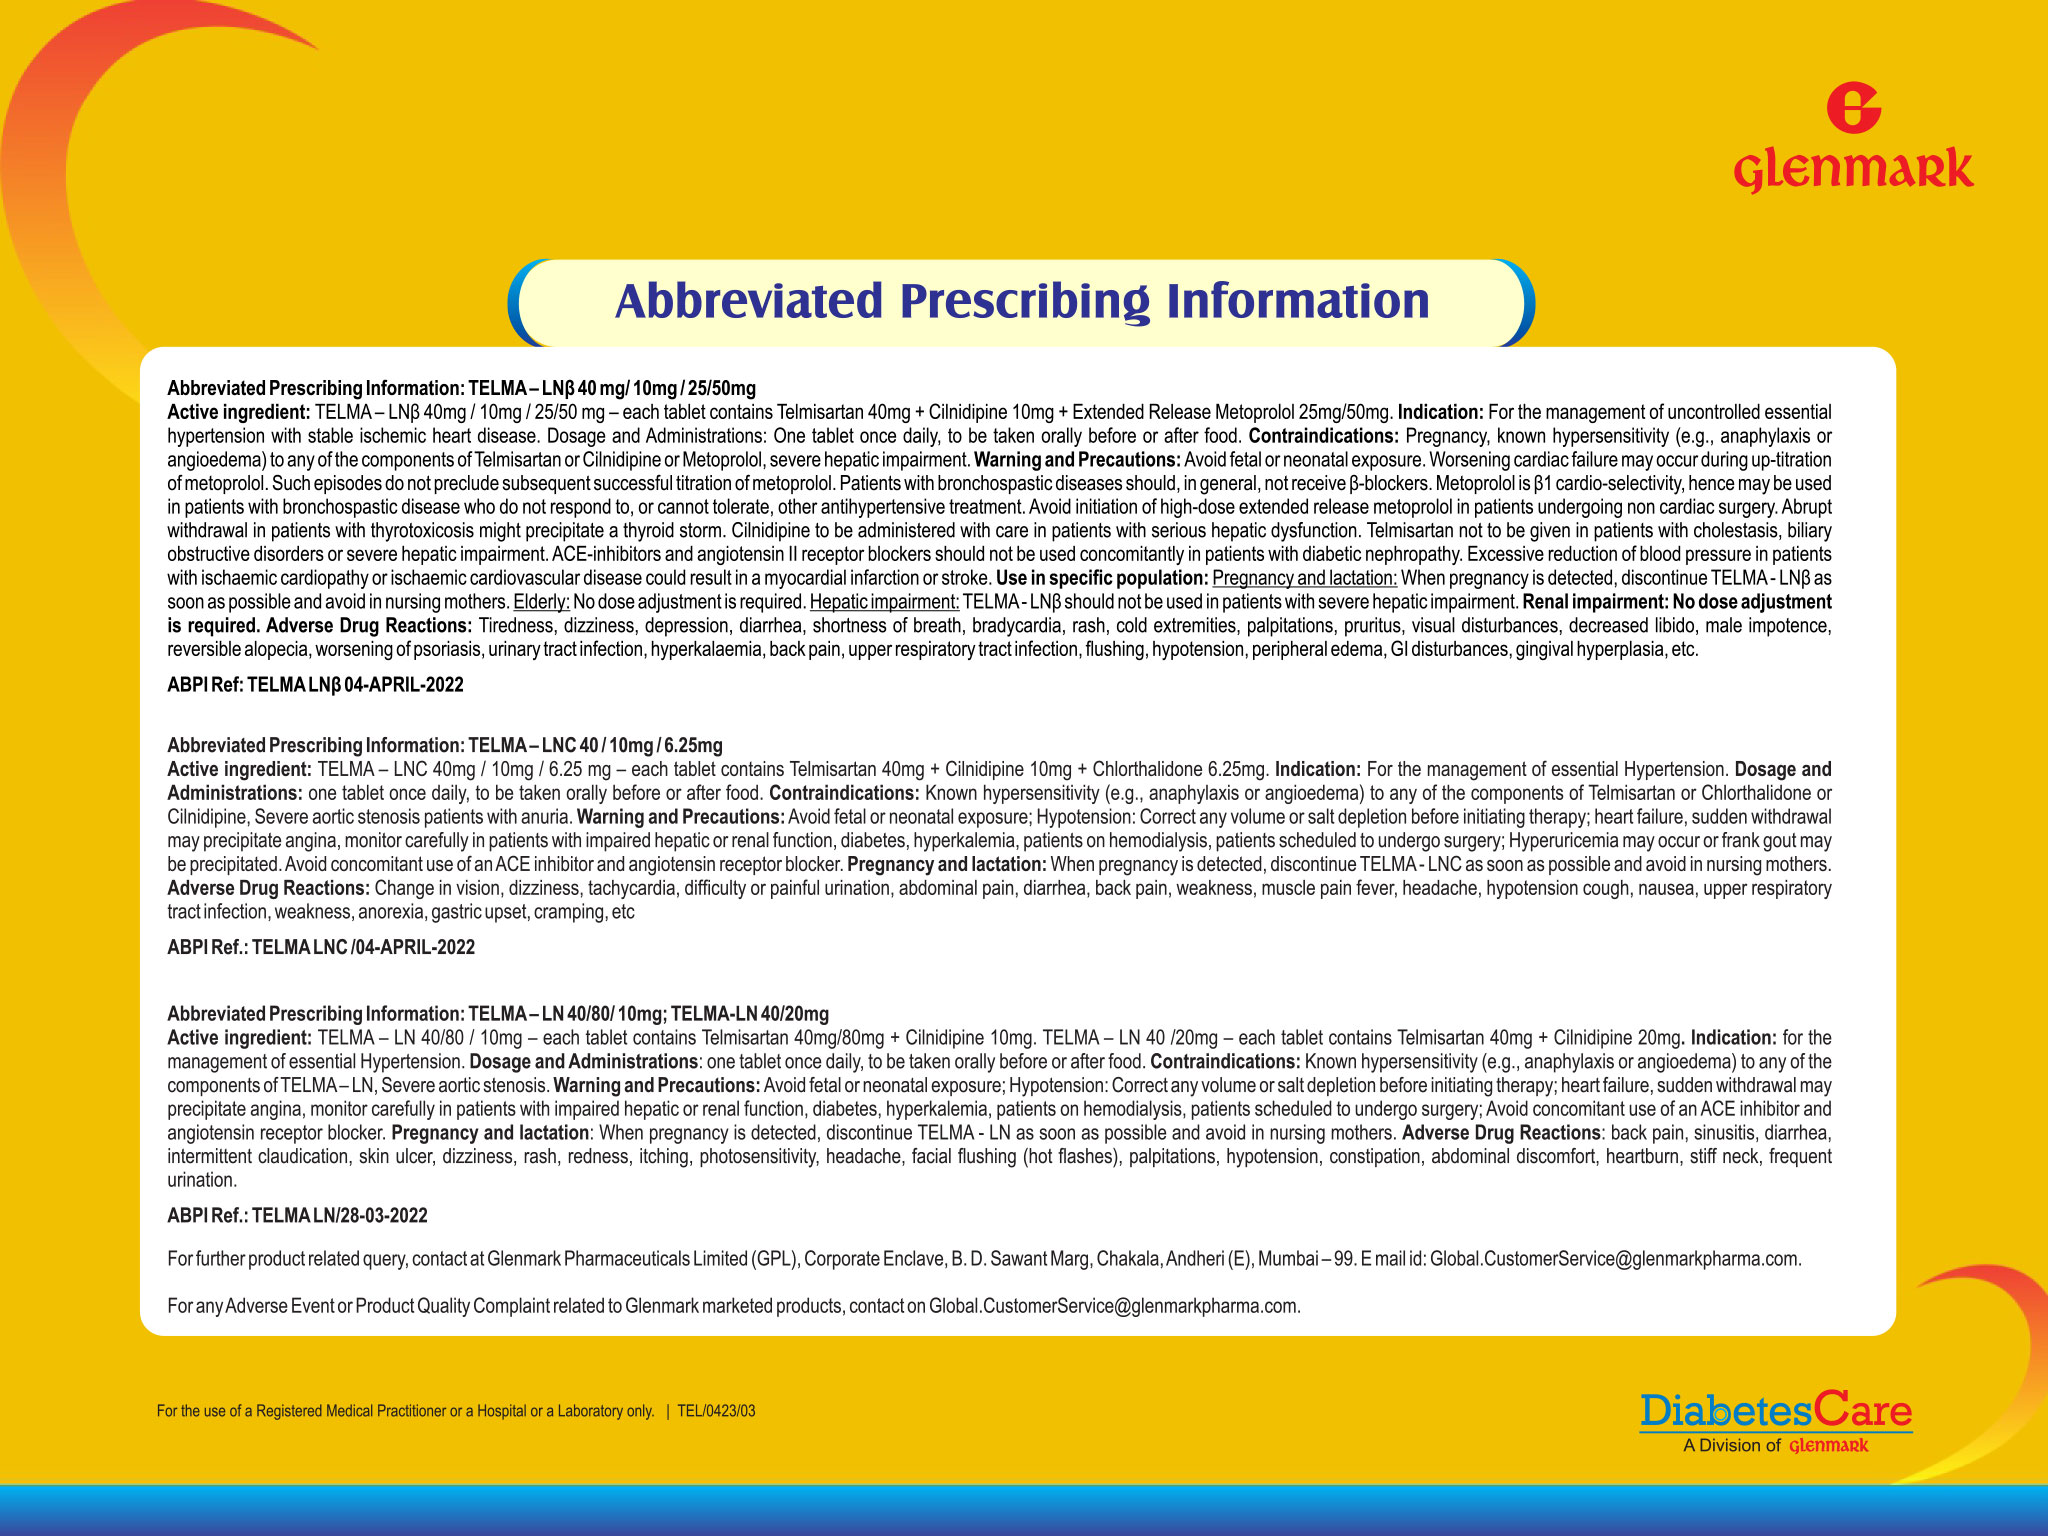 glenmark
Abbreviated Prescribing Information
Abbreviated Prescribing Information: TELMA – LNβ 40 mg/ 10mg / 25/50mg
Active ingredient: TELMA – LNβ 40mg / 10mg / 25/50 mg – each tablet contains Telmisartan 40mg + Cilnidipine 10mg + Extended Release Metoprolol 25mg/50mg. Indication: For the management of uncontrolled essential
hypertension with stable ischemic heart disease. Dosage and Administrations: One tablet once daily, to be taken orally before or after food. Contraindications: Pregnancy, known hypersensitivity (e.g., anaphylaxis or
angioedema) to any of the components of Telmisartan or Cilnidipine or Metoprolol, severe hepatic impairment. Warning and Precautions: Avoid fetal or neonatal exposure. Worsening cardiac failure may occur during up-titration
of metoprolol. Such episodes do not preclude subsequent successful titration of metoprolol. Patients with bronchospastic diseases should, in general, not receive β-blockers. Metoprolol is β1 cardio-selectivity, hence may be used
in patients with bronchospastic disease who do not respond to, or cannot tolerate, other antihypertensive treatment. Avoid initiation of high-dose extended release metoprolol in patients undergoing non cardiac surgery. Abrupt
withdrawal in patients with thyrotoxicosis might precipitate a thyroid storm. Cilnidipine to be administered with care in patients with serious hepatic dysfunction. Telmisartan not to be given in patients with cholestasis, biliary
obstructive disorders or severe hepatic impairment. ACE-inhibitors and angiotensin II receptor blockers should not be used concomitantly in patients with diabetic nephropathy. Excessive reduction of blood pressure in patients
with ischaemic cardiopathy or ischaemic cardiovascular disease could result in a myocardial infarction or stroke. Use in specific population: Pregnancy and lactation: When pregnancy is detected, discontinue TELMA - LNβ as
soon as possible and avoid in nursing mothers. Elderly: No dose adjustment is required. Hepatic impairment: TELMA - LNβ should not be used in patients with severe hepatic impairment. Renal impairment: No dose adjustment
is required. Adverse Drug Reactions: Tiredness, dizziness, depression, diarrhea, shortness of breath, bradycardia, rash, cold extremities, palpitations, pruritus, visual disturbances, decreased libido, male impotence,
reversible alopecia, worsening of psoriasis, urinary tract infection, hyperkalaemia, back pain, upper respiratory tract infection, flushing, hypotension, peripheral edema, GI disturbances, gingival hyperplasia, etc.
ABPI Ref: TELMA LNβ 04-APRIL-2022
Abbreviated Prescribing Information: TELMA – LNC 40 / 10mg / 6.25mg
Active ingredient: TELMA – LNC 40mg / 10mg / 6.25 mg – each tablet contains Telmisartan 40mg + Cilnidipine 10mg + Chlorthalidone 6.25mg. Indication: For the management of essential Hypertension. Dosage and
Administrations: one tablet once daily, to be taken orally before or after food. Contraindications: Known hypersensitivity (e.g., anaphylaxis or angioedema) to any of the components of Telmisartan or Chlorthalidone or
Cilnidipine, Severe aortic stenosis patients with anuria. Warning and Precautions: Avoid fetal or neonatal exposure; Hypotension: Correct any volume or salt depletion before initiating therapy; heart failure, sudden withdrawal
may precipitate angina, monitor carefully in patients with impaired hepatic or renal function, diabetes, hyperkalemia, patients on hemodialysis, patients scheduled to undergo surgery; Hyperuricemia may occur or frank gout may
be precipitated. Avoid concomitant use of an ACE inhibitor and angiotensin receptor blocker. Pregnancy and lactation: When pregnancy is detected, discontinue TELMA - LNC as soon as possible and avoid in nursing mothers.
Adverse Drug Reactions: Change in vision, dizziness, tachycardia, difficulty or painful urination, abdominal pain, diarrhea, back pain, weakness, muscle pain fever, headache, hypotension cough, nausea, upper respiratory
tract infection, weakness, anorexia, gastric upset, cramping, etc
ABPI Ref.: TELMA LNC /04-APRIL-2022
Abbreviated Prescribing Information: TELMA – LN 40/80/ 10mg; TELMA-LN 40/20mg
Active ingredient: TELMA – LN 40/80 / 10mg – each tablet contains Telmisartan 40mg/80mg + Cilnidipine 10mg. TELMA – LN 40 /20mg – each tablet contains Telmisartan 40mg + Cilnidipine 20mg. Indication: for the
management of essential Hypertension. Dosage and Administrations: one tablet once daily, to be taken orally before or after food. Contraindications: Known hypersensitivity (e.g., anaphylaxis or angioedema) to any of the
components of TELMA – LN, Severe aortic stenosis. Warning and Precautions: Avoid fetal or neonatal exposure; Hypotension: Correct any volume or salt depletion before initiating therapy; heart failure, sudden withdrawal may
precipitate angina, monitor carefully in patients with impaired hepatic or renal function, diabetes, hyperkalemia, patients on hemodialysis, patients scheduled to undergo surgery; Avoid concomitant use of an ACE inhibitor and
angiotensin receptor blocker. Pregnancy and lactation: When pregnancy is detected, discontinue TELMA - LN as soon as possible and avoid in nursing mothers. Adverse Drug Reactions: back pain, sinusitis, diarrhea,
intermittent claudication, skin ulcer, dizziness, rash, redness, itching, photosensitivity, headache, facial flushing (hot flashes), palpitations, hypotension, constipation, abdominal discomfort, heartburn, stiff neck, frequent
urination.
ABPI Ref.: TELMA LN/28-03-2022
For further product related query, contact at Glenmark Pharmaceuticals Limited (GPL), Corporate Enclave, B. D. Sawant Marg, Chakala, Andheri (E), Mumbai – 99. E mail id: Global.CustomerService@glenmarkpharma.com.
For any Adverse Event or Product Quality Complaint related to Glenmark marketed products, contact on Global.CustomerService@glenmarkpharma.com.
For the use of a Registered Medical Practitioner or a Hospital or a Laboratory only. | TEL/0423/03
DiabetesCare
A Division of glenmark